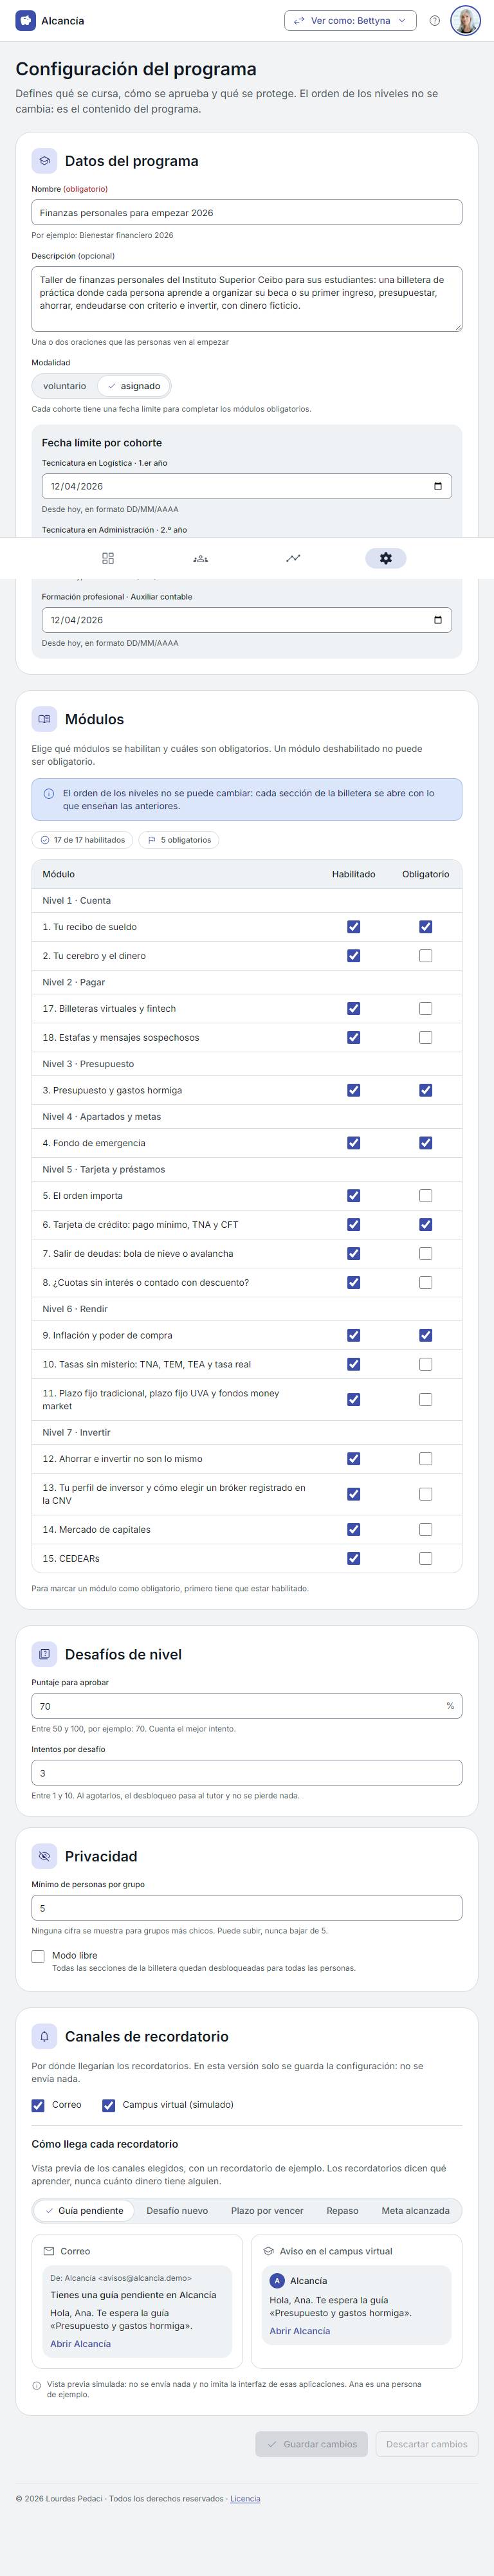 Alcancía
Ver como: Bettyna
Configuración del programa
Defines qué se cursa, cómo se aprueba y qué se protege. El orden de los niveles no se
cambia: es el contenido del programa.
Datos del programa
Nombre (obligatorio)
Finanzas personales para empezar 2026
Por ejemplo: Bienestar financiero 2026
Descripción (opcional)
Taller de finanzas personales del Instituto Superior Ceibo para sus estudiantes: una billetera de
práctica donde cada persona aprende a organizar su beca o su primer ingreso, presupuestar,
ahorrar, endeudarse con criterio e invertir, con dinero ficticio.
Una o dos oraciones que las personas ven al empezar
Modalidad
voluntario
asignado
Cada cohorte tiene una fecha límite para completar los módulos obligatorios.
Fecha límite por cohorte
Tecnicatura en Logística · 1.er año
12/04/2026
Desde hoy, en formato DD/MM/AAAA
Tecnicatura en Administración · 2.º año
Formación profesional · Auxiliar contable
12/04/2026
Desde hoy, en formato DD/MM/AAAA
Módulos
Elige qué módulos se habilitan y cuáles son obligatorios. Un módulo deshabilitado no puede
ser obligatorio.
El orden de los niveles no se puede cambiar: cada sección de la billetera se abre con lo
que enseñan las anteriores.
17 de 17 habilitados
5 obligatorios
Módulo Habilitado Obligatorio
Nivel 1 · Cuenta
1. Tu recibo de sueldo
2. Tu cerebro y el dinero
Nivel 2 · Pagar
17. Billeteras virtuales y fintech
18. Estafas y mensajes sospechosos
Nivel 3 · Presupuesto
3. Presupuesto y gastos hormiga
Nivel 4 · Apartados y metas
4. Fondo de emergencia
Nivel 5 · Tarjeta y préstamos
5. El orden importa
6. Tarjeta de crédito: pago mínimo, TNA y CFT
7. Salir de deudas: bola de nieve o avalancha
8. ¿Cuotas sin interés o contado con descuento?
Nivel 6 · Rendir
9. Inflación y poder de compra
10. Tasas sin misterio: TNA, TEM, TEA y tasa real
11. Plazo fijo tradicional, plazo fijo UVA y fondos money
market
Nivel 7 · Invertir
12. Ahorrar e invertir no son lo mismo
13. Tu perfil de inversor y cómo elegir un bróker registrado en
la CNV
14. Mercado de capitales
15. CEDEARs
Para marcar un módulo como obligatorio, primero tiene que estar habilitado.
Desafíos de nivel
Puntaje para aprobar
70 %
Entre 50 y 100, por ejemplo: 70. Cuenta el mejor intento.
Intentos por desafío
3
Entre 1 y 10. Al agotarlos, el desbloqueo pasa al tutor y no se pierde nada.
Privacidad
Mínimo de personas por grupo
5
Ninguna cifra se muestra para grupos más chicos. Puede subir, nunca bajar de 5.
Modo libre
Todas las secciones de la billetera quedan desbloqueadas para todas las personas.
Canales de recordatorio
Por dónde llegarían los recordatorios. En esta versión solo se guarda la configuración: no se
envía nada.
Correo
Campus virtual (simulado)
Cómo llega cada recordatorio
Vista previa de los canales elegidos, con un recordatorio de ejemplo. Los recordatorios dicen qué
aprender, nunca cuánto dinero tiene alguien.
Guía pendiente
Desafío nuevo
Plazo por vencer
Repaso
Meta alcanzada
Correo
De: Alcancía <avisos@alcancia.demo>
Tienes una guía pendiente en Alcancía
Hola, Ana. Te espera la guía
«Presupuesto y gastos hormiga».
Abrir Alcancía
Aviso en el campus virtual
A
Alcancía
Hola, Ana. Te espera la guía
«Presupuesto y gastos hormiga».
Abrir Alcancía
Vista previa simulada: no se envía nada y no imita la interfaz de esas aplicaciones. Ana es una persona
de ejemplo.
Guardar cambios
Descartar cambios
© 2026 Lourdes Pedaci · Todos los derechos reservados · Licencia